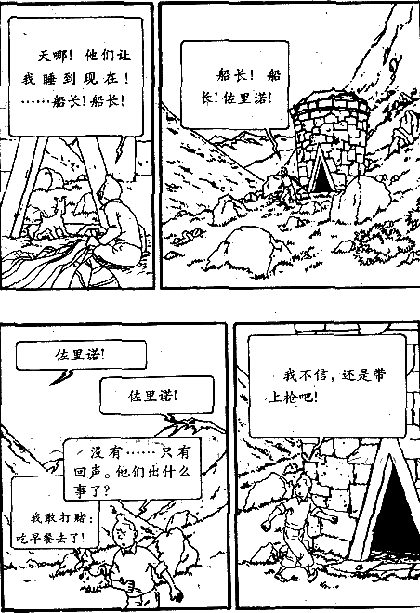 天哪！他们让
我睡到现在！
……船长！船长！
船长！船
长！佐里诺！
佐里诺！
佐里诺！
没有……只有
回声。他们出什么
事了？
我敢打赌：
吃早餐去了！
我不信，还是带
上枪吧！